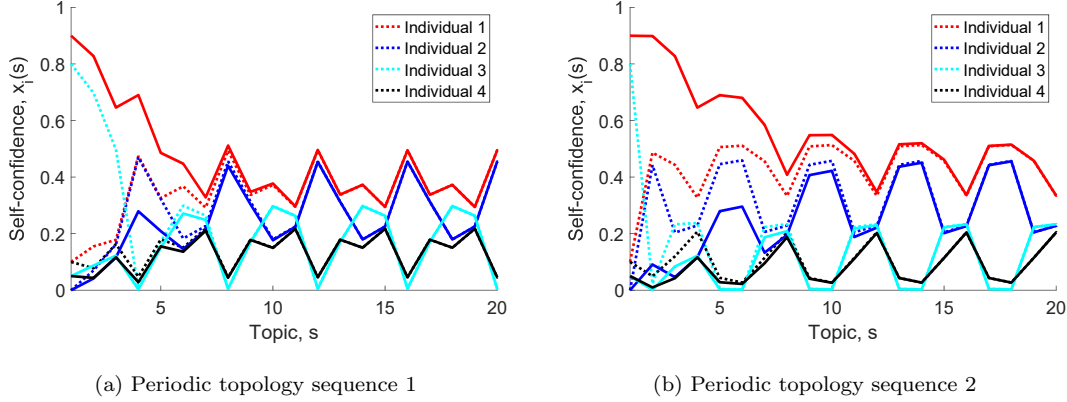 1
0.8
0.6
0.4
0.2
0
Self-confidence, x_i(s)
5
10
15
20
Topic, s
Individual 1
Individual 2
Individual 3
Individual 4
(a) Periodic topology sequence 1
1
0.8
0.6
0.4
0.2
0
Self-confidence, x_i(s)
5
10
15
20
Topic, s
Individual 1
Individual 2
Individual 3
Individual 4
(b) Periodic topology sequence 2